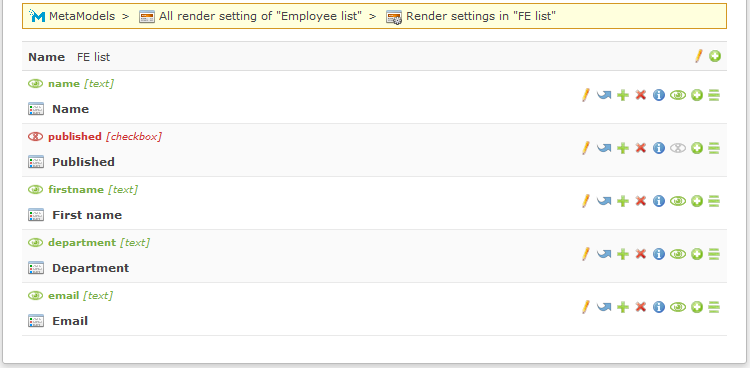 MetaModels > All render setting of "Employee list" > Render settings in "FE list"
Name FE list
name [text]
Name
published [checkbox]
Published
firstname [text]
First name
department [text]
Department
email [text]
Email